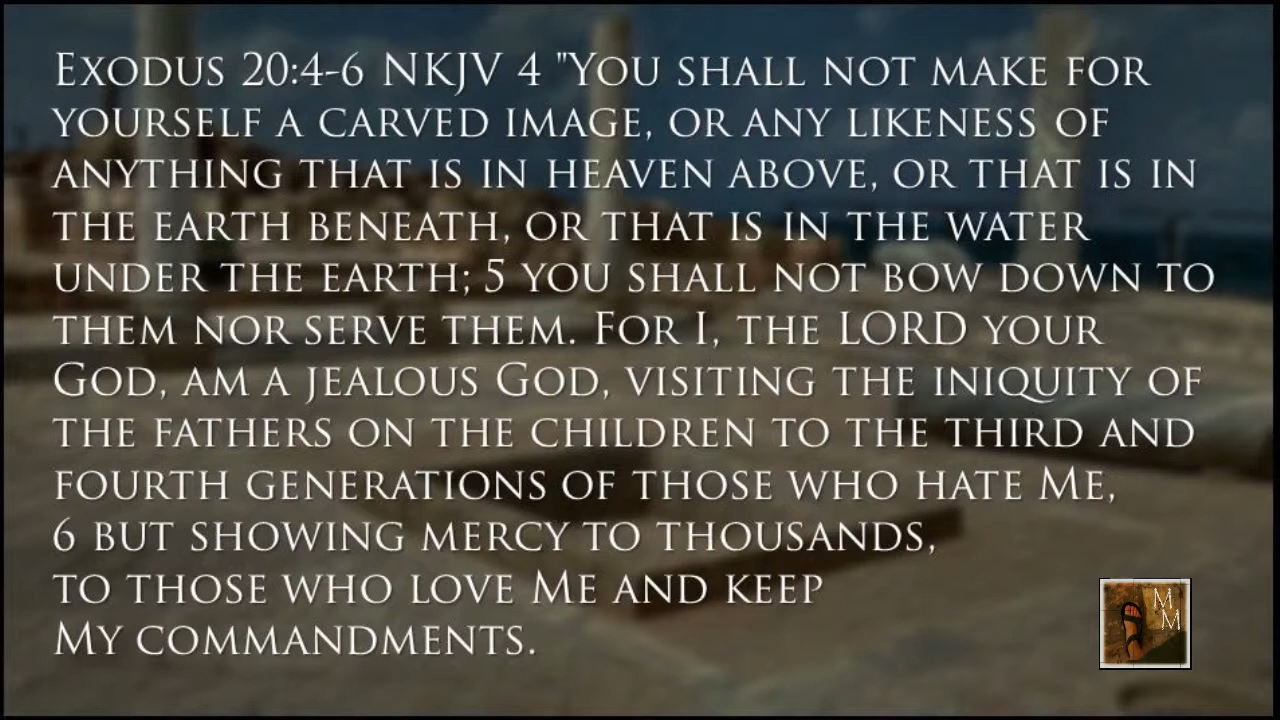 Exodus 20:4-6 NKJV 4 "You shall not make for
yourself a carved image, or any likeness of
anything that is in heaven above, or that is in
the earth beneath, or that is in the water
under the earth; 5 you shall not bow down to
them nor serve them. For I, the LORD your
God, am a jealous God, visiting the iniquity of
the fathers on the children to the third and
fourth generations of those who hate Me,
6 but showing mercy to thousands,
to those who love Me and keep
My commandments.
M
M